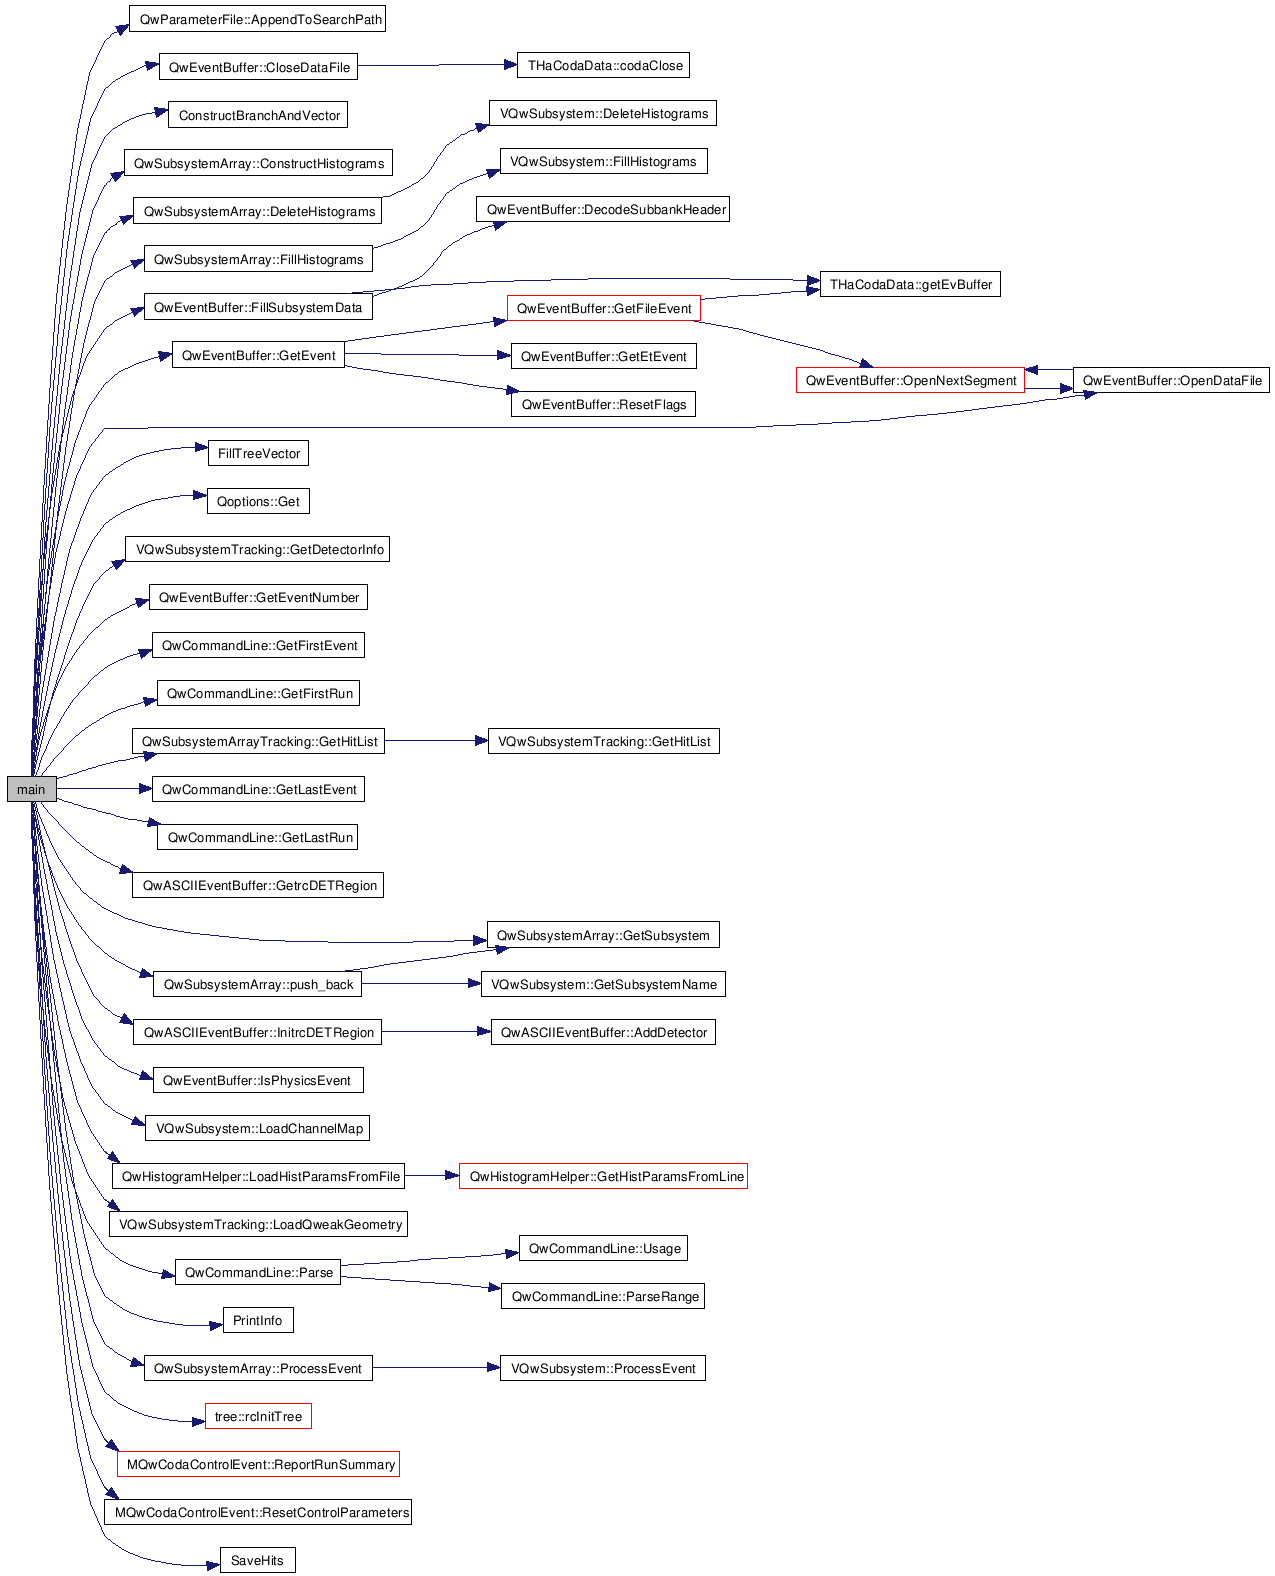 QwParameterFile::AppendToSearchPath
QwEventBuffer::CloseDataFile
THaCodaData::codaClose
ConstructBranchAndVector
VQwSubsystem::DeleteHistograms
QwSubsystemArray::ConstructHistograms
VQwSubsystem::FillHistograms
QwSubsystemArray::DeleteHistograms
QwEventBuffer::DecodeSubbankHeader
QwSubsystemArray::FillHistograms
THaCodaData::getEvBuffer
QwEventBuffer::FillSubsystemData
QwEventBuffer::GetFileEvent
QwEventBuffer::GetEvent
QwEventBuffer::GetEtEvent
QwEventBuffer::OpenNextSegment
QwEventBuffer::OpenDataFile
QwEventBuffer::ResetFlags
FillTreeVector
Qoptions::Get
VQwSubsystemTracking::GetDetectorInfo
QwEventBuffer::GetEventNumber
QwCommandLine::GetFirstEvent
QwCommandLine::GetFirstRun
QwSubsystemArrayTracking::GetHitList
VQwSubsystemTracking::GetHitList
main
QwCommandLine::GetLastEvent
QwCommandLine::GetLastRun
QwASCIIEventBuffer::GetrcDETRegion
QwSubsystemArray::GetSubsystem
QwSubsystemArray::push_back
VQwSubsystem::GetSubsystemName
QwASCIIEventBuffer::InitrcDETRegion
QwASCIIEventBuffer::AddDetector
QwEventBuffer::IsPhysicsEvent
VQwSubsystem::LoadChannelMap
QwHistogramHelper::LoadHistParamsFromFile
QwHistogramHelper::GetHistParamsFromLine
VQwSubsystemTracking::LoadQweakGeometry
QwCommandLine::Usage
QwCommandLine::Parse
QwCommandLine::ParseRange
PrintInfo
QwSubsystemArray::ProcessEvent
VQwSubsystem::ProcessEvent
tree::rcInitTree
MQwCodaControlEvent::ReportRunSummary
MQwCodaControlEvent::ResetControlParameters
SaveHits